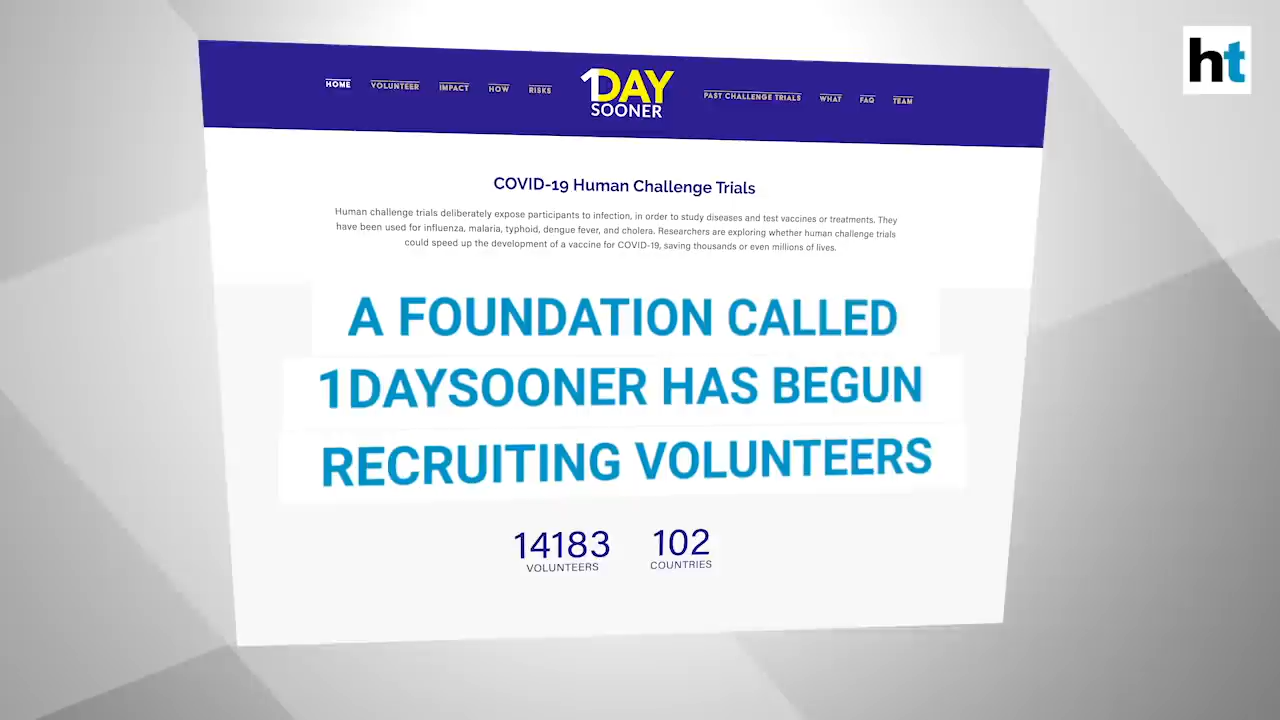 ht
HOME VOLUNTEER IMPACT HOW RISKS 1DAY SOONER PAST CHALLENGE TRIALS WHAT FAQ TEAM
COVID-19 Human Challenge Trials
Human challenge trials deliberately expose participants to infection, in order to study diseases and test vaccines or treatments. They
have been used for influenza, malaria, typhoid, dengue fever, and cholera. Researchers are exploring whether human challenge trials
could speed up the development of a vaccine for COVID-19, saving thousands or even millions of lives.
A FOUNDATION CALLED
1DAYSOONER HAS BEGUN
RECRUITING VOLUNTEERS
14183 102
VOLUNTEERS COUNTRIES